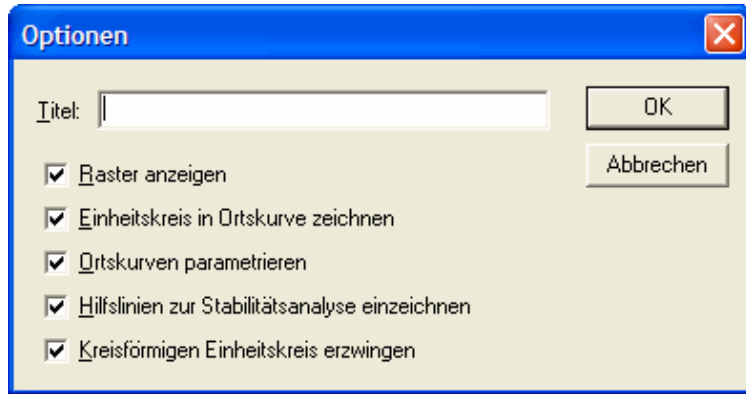 Optionen
Titel:
OK
Abbrechen
Raster anzeigen
Einheitskreis in Ortskurve zeichnen
Ortskurven parametrieren
Hilfslinien zur Stabilitätsanalyse einzeichnen
Kreisförmigen Einheitskreis erzwingen